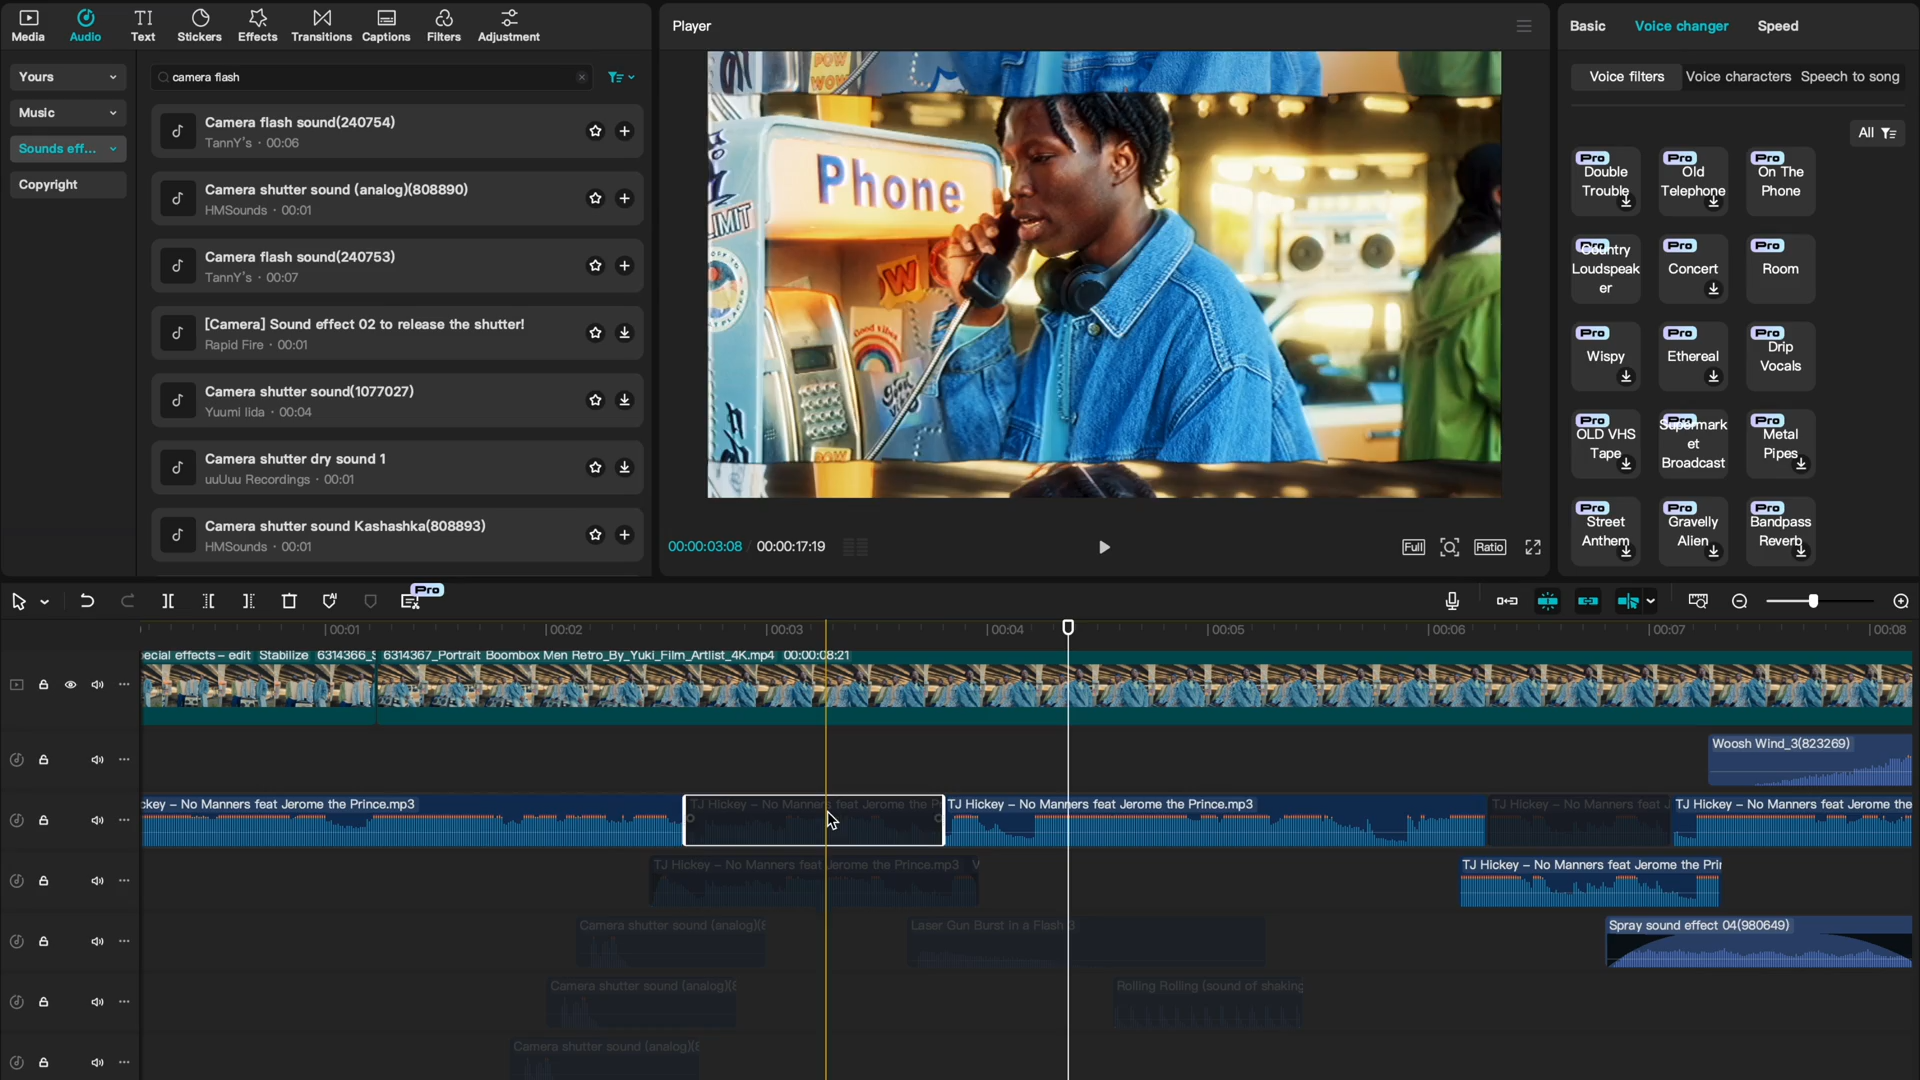 Media
Audio
Text
Stickers
Effects
Transitions
Captions
Filters
Adjustment
Yours
Music
Sounds eff...
Copyright
camera flash
Camera flash sound(240754)
TannY's · 00:06
Camera shutter sound (analog)(808890)
HMSounds · 00:01
Camera flash sound(240753)
TannY's · 00:07
[Camera] Sound effect 02 to release the shutter!
Rapid Fire · 00:01
Camera shutter sound(1077027)
Yuumi Iida · 00:04
Camera shutter dry sound 1
uuUuu Recordings · 00:01
Camera shutter sound Kashashka(808893)
HMSounds · 00:01
Player
POW
WOW
Phone
LIMIT
Good vibes
POW
00:00:03:08 / 00:00:17:19
Full
Ratio
Basic
Voice changer
Speed
Voice filters
Voice characters
Speech to song
All
Pro
Double
Trouble
Pro
Old
Telephone
Pro
On The
Phone
Pro
Country
Loudspeak
er
Pro
Concert
Pro
Room
Pro
Wispy
Pro
Ethereal
Pro
Drip
Vocals
Pro
OLD VHS
Tape
Pro
Supermark
et
Broadcast
Pro
Metal
Pipes
Pro
Street
Anthem
Pro
Gravelly
Alien
Pro
Bandpass
Reverb
Pro
00:01
00:02
00:03
00:04
00:05
00:06
00:07
00:08
ecial effects – edit Stabilize 6314366_S
6314367_Portrait Boombox Men Retro_By_Yuki_Film_Artlist_4K.mp4 00:00:08:21
Woosh Wind_3(823269)
ckey – No Manners feat Jerome the Prince.mp3
TJ Hickey – No Manners feat Jerome the P
TJ Hickey – No Manners feat Jerome the Prince.mp3
TJ Hickey – No Manners feat J
TJ Hickey – No Manners feat Jerome the
TJ Hickey – No Manners feat Jerome the Prince.mp3 V
TJ Hickey – No Manners feat Jerome the Prin
Camera shutter sound (analog)(8
Laser Gun Burst in a Flash 3
Spray sound effect 04(980649)
Camera shutter sound (analog)(8
Rolling Rolling (sound of shaking
Camera shutter sound (analog)(8